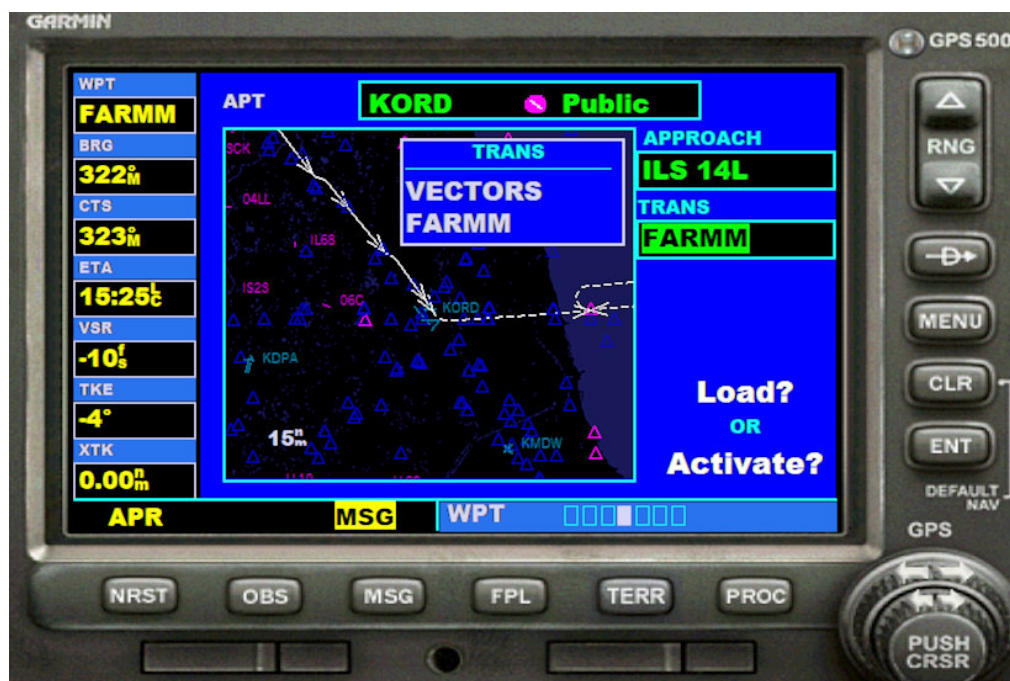 GARMIN
GPS 500
WPT
FARMM
BRG
322°M
CTS
323°M
ETA
15:25Lc
VSR
-10fs
TKE
-4°
XTK
0.00nm
APT
KORD Public
TRANS
VECTORS
FARMM
APPROACH
ILS 14L
TRANS
FARMM
Load?
OR
Activate?
SCK
04LL
IL68
IS2S
06C
KORD
KDPA
KMDW
15nm
APR
MSG
WPT
RNG
D
MENU
CLR
ENT
DEFAULT
NAV
GPS
PUSH
CRSR
NRST
OBS
MSG
FPL
TERR
PROC